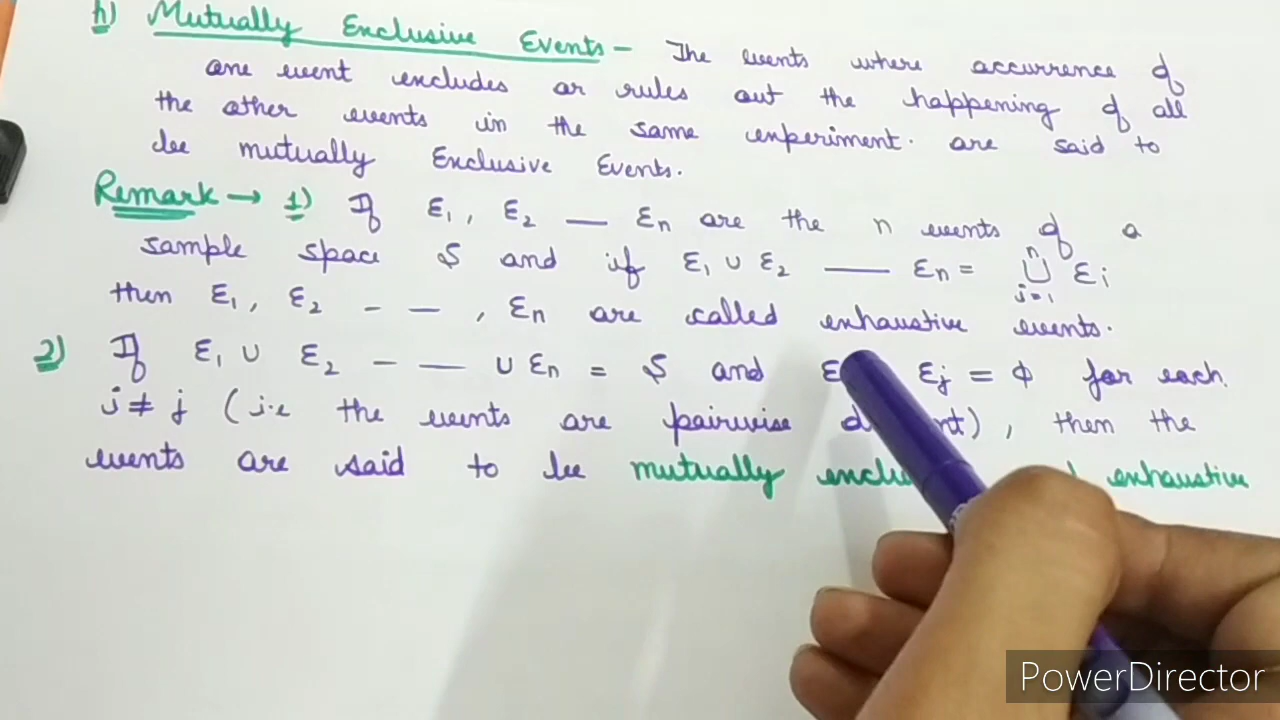 h) Mutually Exclusive Events - The events where occurrence of
one event excludes or rules out the happening of all
the other events in the same experiment. are said to
be mutually Exclusive Events.
Remark → 1) If E₁, E₂ — Eₙ are the n events of a
sample space S and if E₁ ∪ E₂ — Eₙ = ⋃ⁿᵢ₌₁ Eᵢ
then E₁, E₂ - - , Eₙ are called exhaustive events.
2) If E₁ ∪ E₂ - — ∪ Eₙ = S and E Eⱼ = ϕ for each
i ≠ j (i.e the events are pairwise), then the
events are said to be mutually exhaustive
PowerDirector